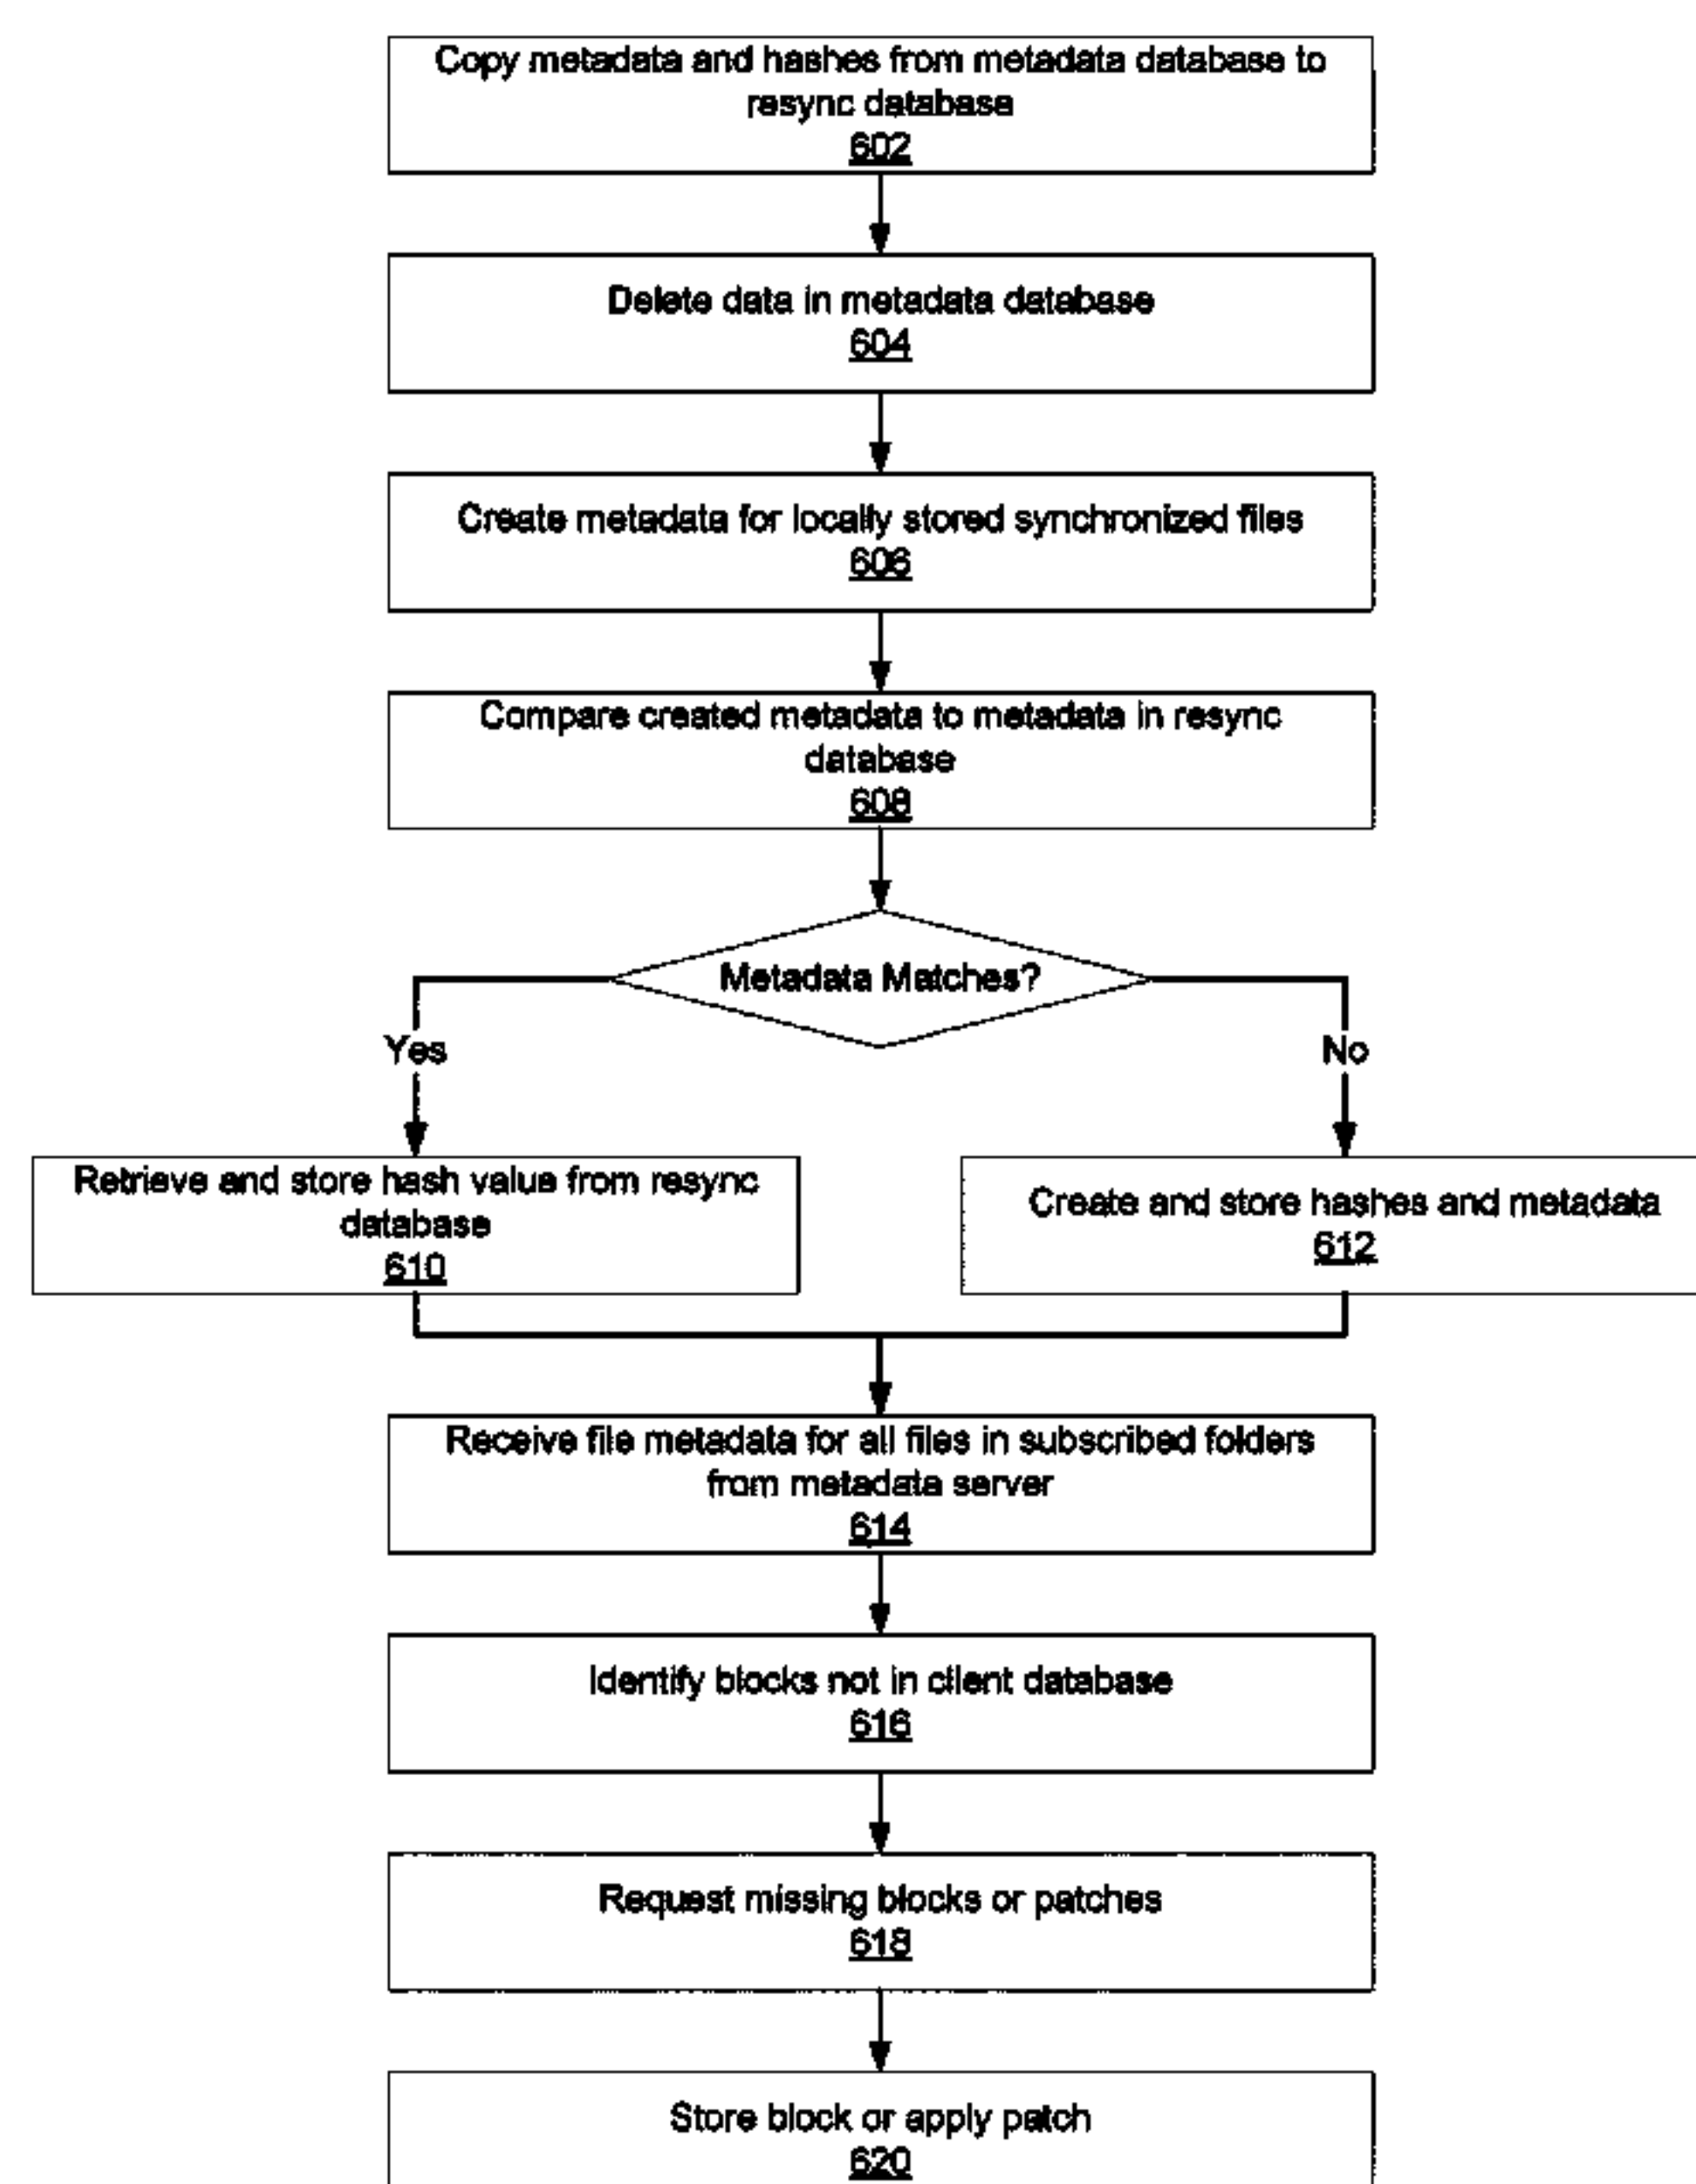 Copy metadata and hashes from metadata database to
resync database
602
Delete data in metadata database
604
Create metadata for locally stored synchronized files
606
Compare created metadata to metadata in resync
database
608
Metadata Matches?
Yes
No
Retrieve and store hash value from resync
database
610
Create and store hashes and metadata
612
Receive file metadata for all files in subscribed folders
from metadata server
614
Identify blocks not in client database
616
Request missing blocks or patches
618
Store block or apply patch
620